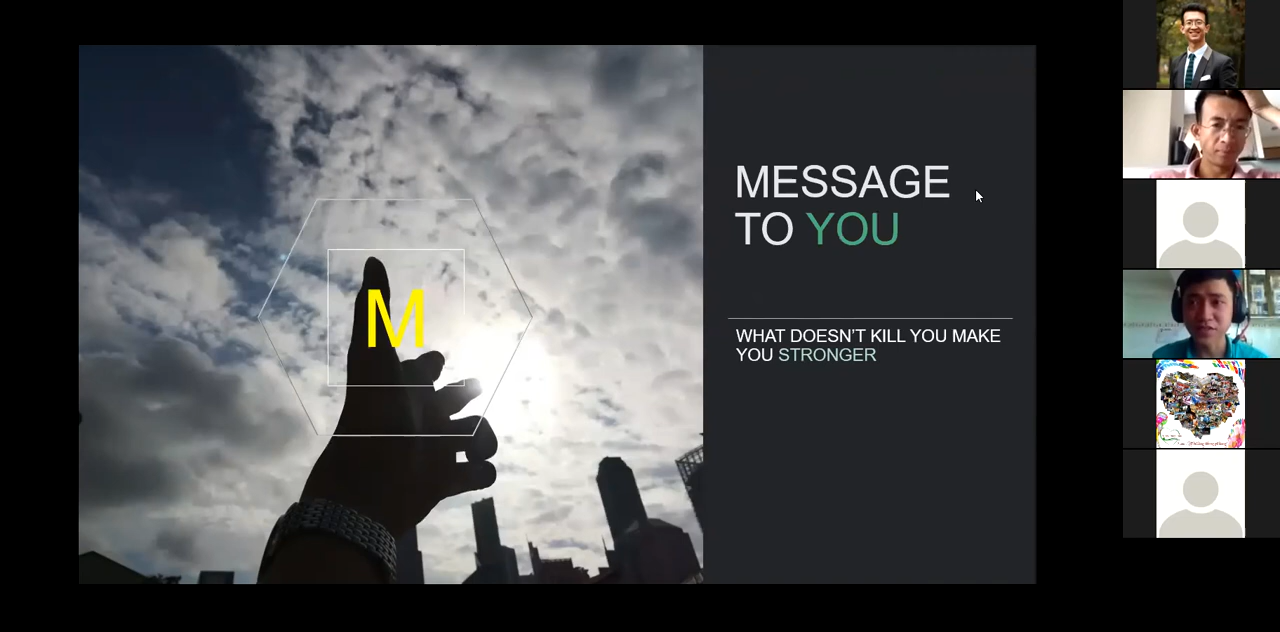 M
MESSAGE
TO YOU
WHAT DOESN'T KILL YOU MAKE
YOU STRONGER